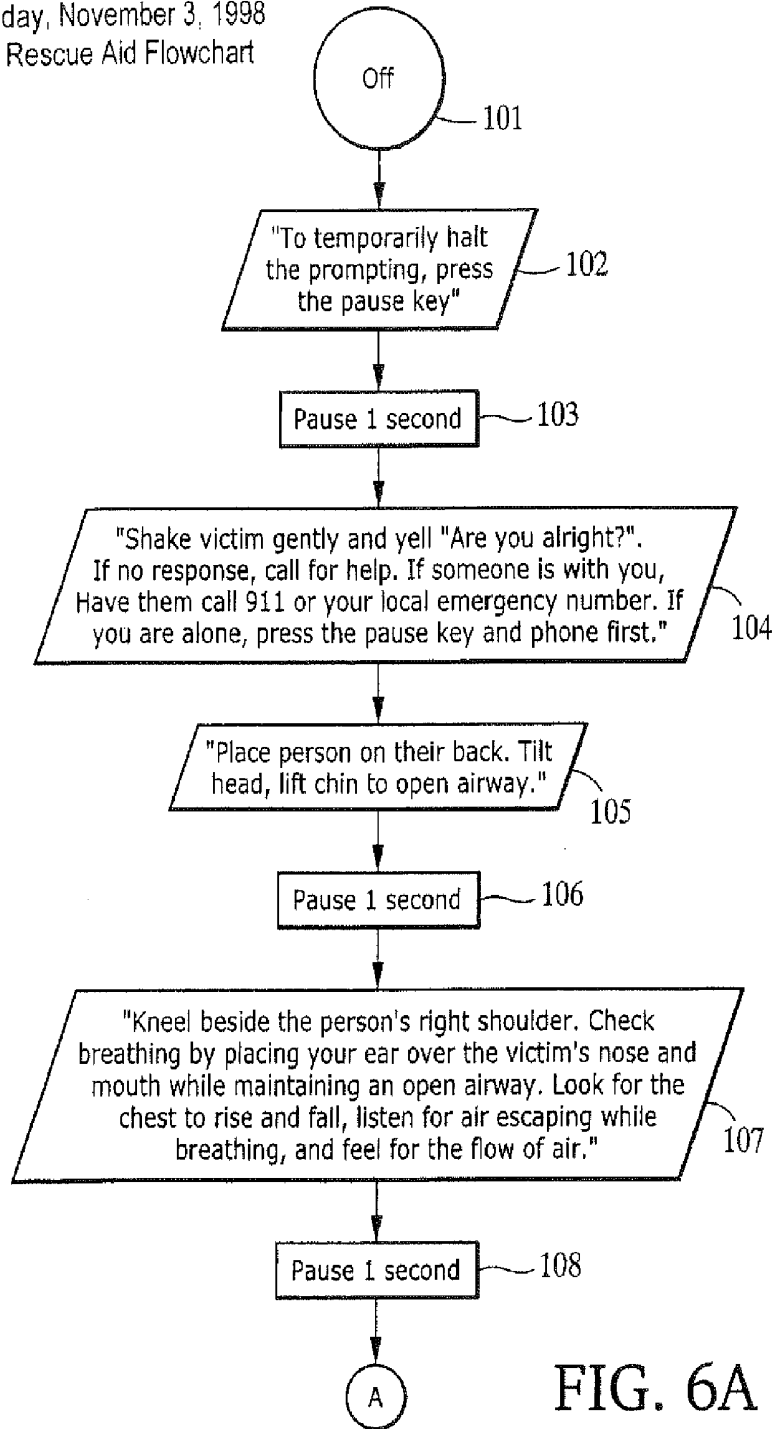 day, November 3, 1998
Rescue Aid Flowchart
Off
101
"To temporarily halt
the prompting, press
the pause key"
102
Pause 1 second
103
"Shake victim gently and yell "Are you alright?".
If no response, call for help. If someone is with you,
Have them call 911 or your local emergency number. If
you are alone, press the pause key and phone first."
104
"Place person on their back. Tilt
head, lift chin to open airway."
105
Pause 1 second
106
"Kneel beside the person's right shoulder. Check
breathing by placing your ear over the victim's nose and
mouth while maintaining an open airway. Look for the
chest to rise and fall, listen for air escaping while
breathing, and feel for the flow of air."
107
Pause 1 second
108
A
FIG. 6A